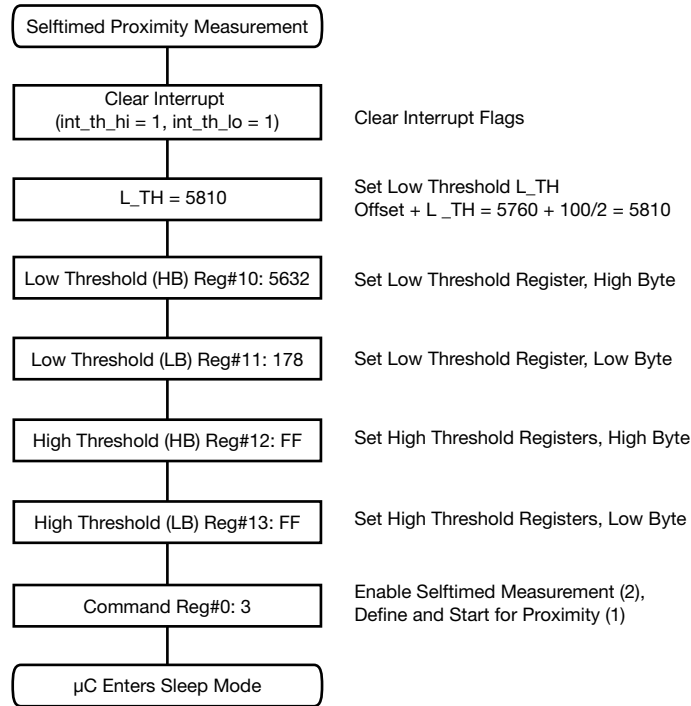 Selftimed Proximity Measurement
Clear Interrupt
(int_th_hi = 1, int_th_lo = 1)
Clear Interrupt Flags
L_TH = 5810
Set Low Threshold L_TH
Offset + L _TH = 5760 + 100/2 = 5810
Low Threshold (HB) Reg#10: 5632
Set Low Threshold Register, High Byte
Low Threshold (LB) Reg#11: 178
Set Low Threshold Register, Low Byte
High Threshold (HB) Reg#12: FF
Set High Threshold Registers, High Byte
High Threshold (LB) Reg#13: FF
Set High Threshold Registers, Low Byte
Command Reg#0: 3
Enable Selftimed Measurement (2),
Define and Start for Proximity (1)
µC Enters Sleep Mode